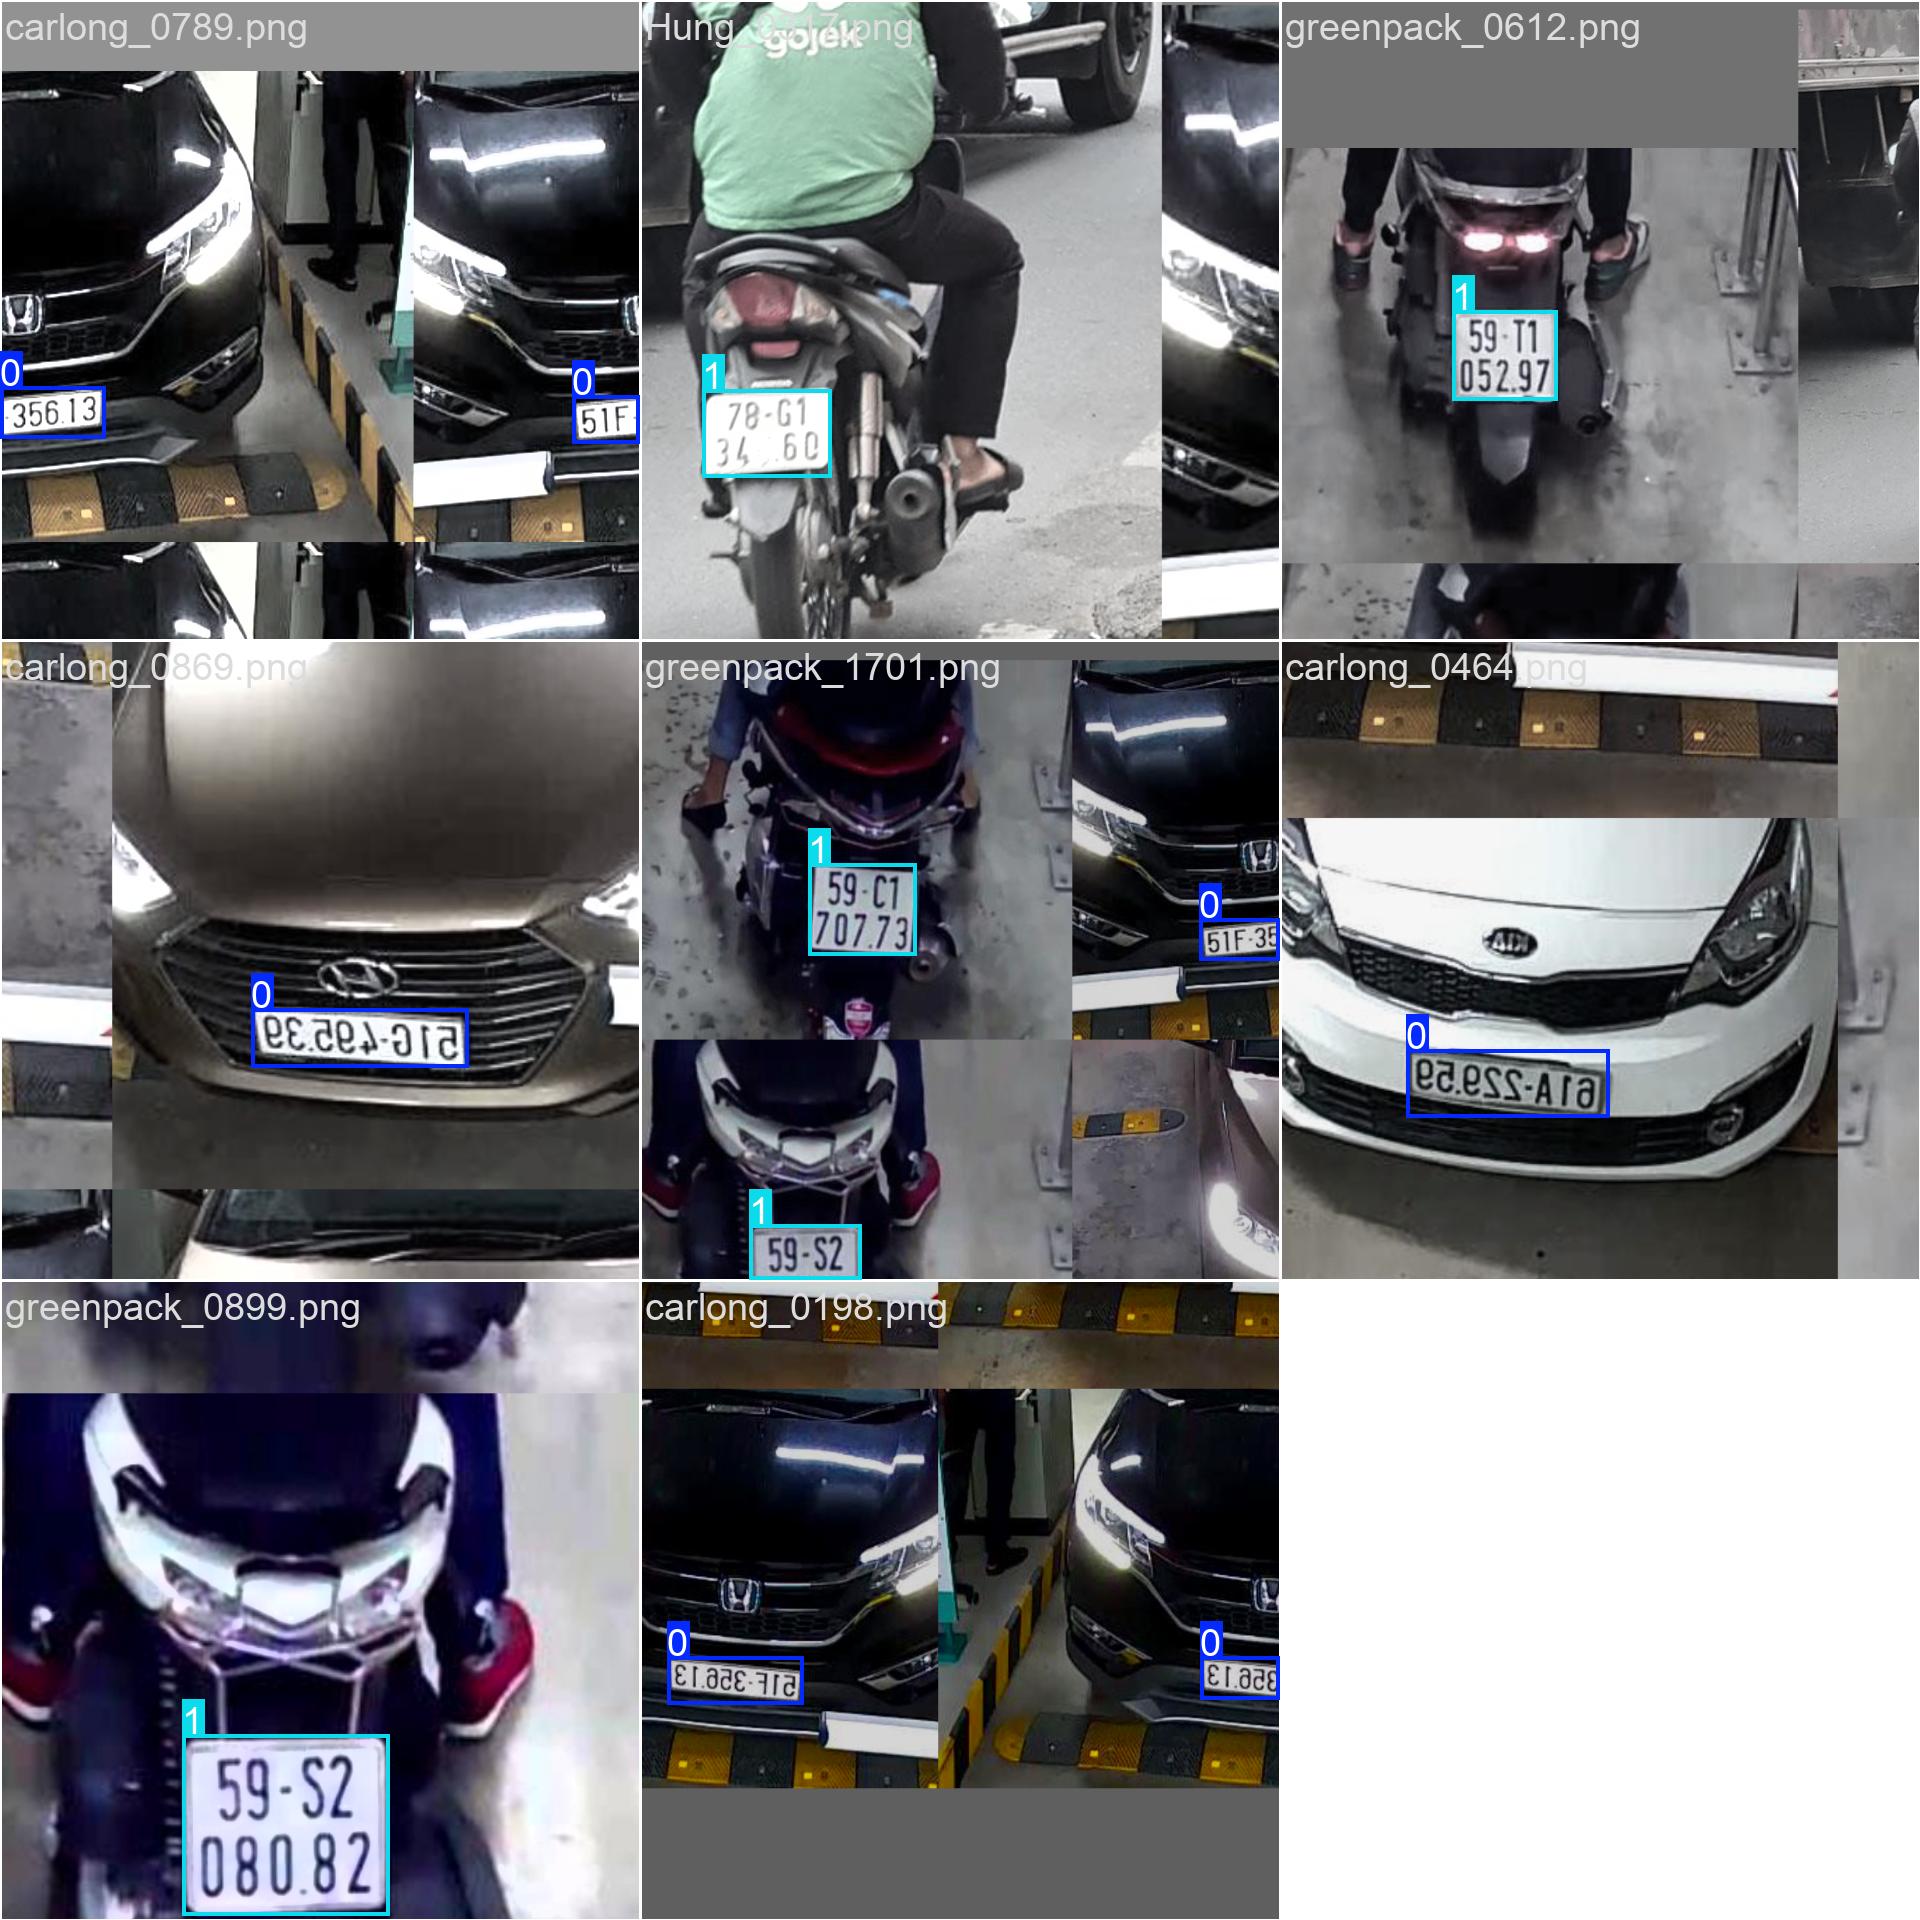 carlong_0789.png
0
356.13
0
51F-
Hung_0317.png
gojek
1
78-G1
34 .60
greenpack_0612.png
1
59-T1
052.97
carlong_0869.png
0
51G-495.39
greenpack_1701.png
1
59-C1
707.73
0
51F-35
1
59-S2
carlong_0464.png
0
KIA
61A-229.59
greenpack_0899.png
1
59-S2
080.82
carlong_0198.png
0
51F-356.13
0
356.13